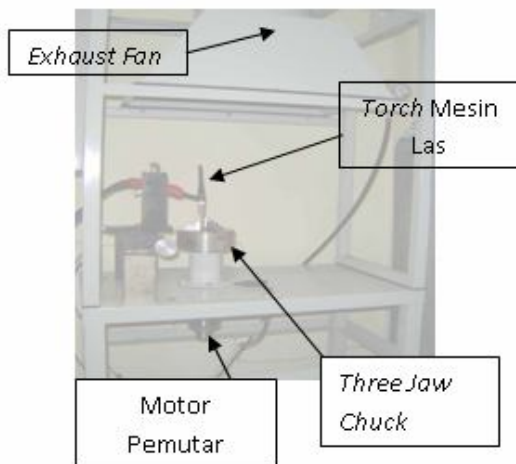 Exhaust Fan
Torch Mesin
Las
Three Jaw
Chuck
Motor
Pemutar